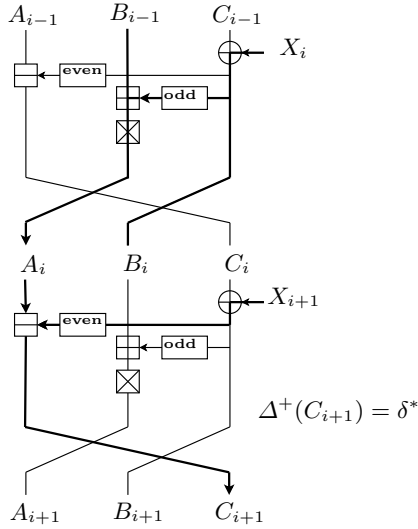 A_{i-1} B_{i-1} C_{i-1}
X_i
even
odd
A_i B_i C_i
X_{i+1}
even
odd
Δ^+(C_{i+1}) = δ^*
A_{i+1} B_{i+1} C_{i+1}